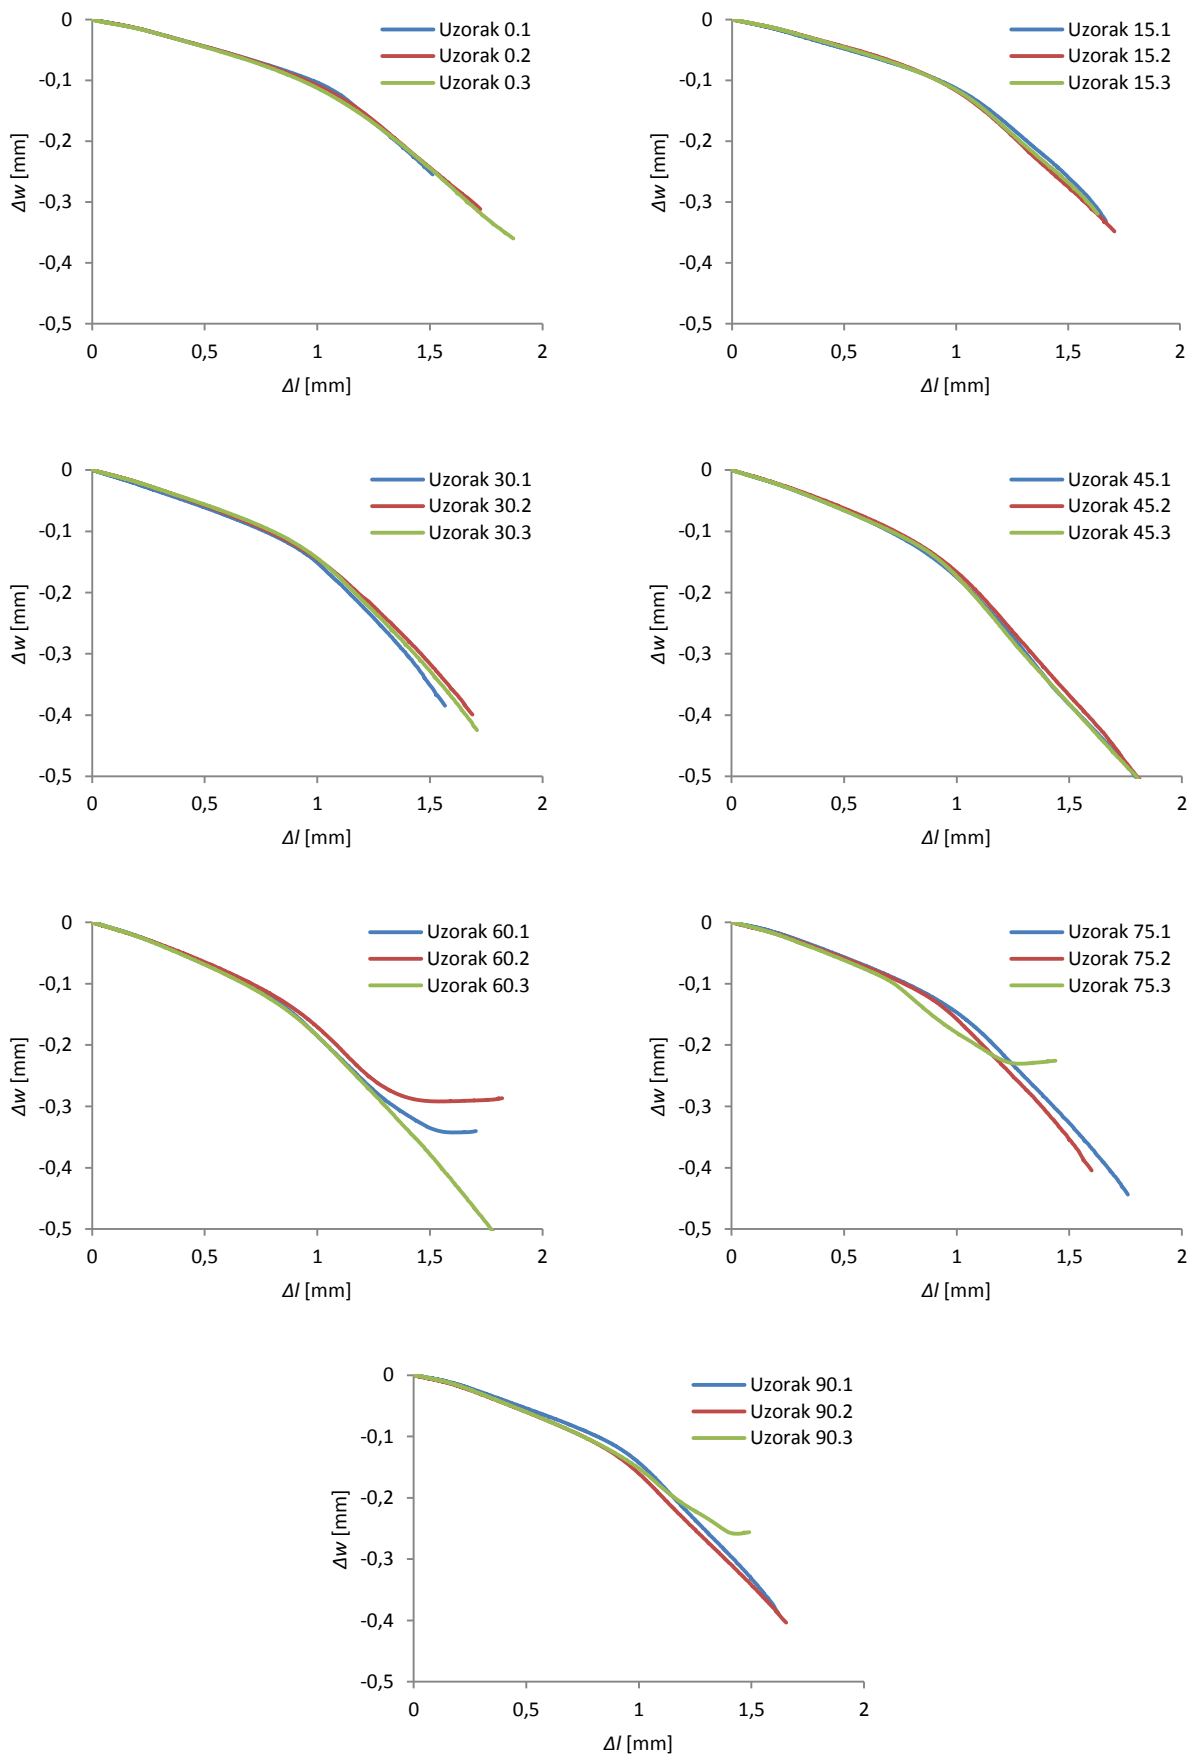 0
-0,1
-0,2
-0,3
-0,4
-0,5
Δw [mm]
0 0,5 1 1,5 2
Δl [mm]
Uzorak 0.1
Uzorak 0.2
Uzorak 0.3
0
-0,1
-0,2
-0,3
-0,4
-0,5
Δw [mm]
0 0,5 1 1,5 2
Δl [mm]
Uzorak 15.1
Uzorak 15.2
Uzorak 15.3
0
-0,1
-0,2
-0,3
-0,4
-0,5
Δw [mm]
0 0,5 1 1,5 2
Δl [mm]
Uzorak 30.1
Uzorak 30.2
Uzorak 30.3
0
-0,1
-0,2
-0,3
-0,4
-0,5
Δw [mm]
0 0,5 1 1,5 2
Δl [mm]
Uzorak 45.1
Uzorak 45.2
Uzorak 45.3
0
-0,1
-0,2
-0,3
-0,4
-0,5
Δw [mm]
0 0,5 1 1,5 2
Δl [mm]
Uzorak 60.1
Uzorak 60.2
Uzorak 60.3
0
-0,1
-0,2
-0,3
-0,4
-0,5
Δw [mm]
0 0,5 1 1,5 2
Δl [mm]
Uzorak 75.1
Uzorak 75.2
Uzorak 75.3
0
-0,1
-0,2
-0,3
-0,4
-0,5
Δw [mm]
0 0,5 1 1,5 2
Δl [mm]
Uzorak 90.1
Uzorak 90.2
Uzorak 90.3